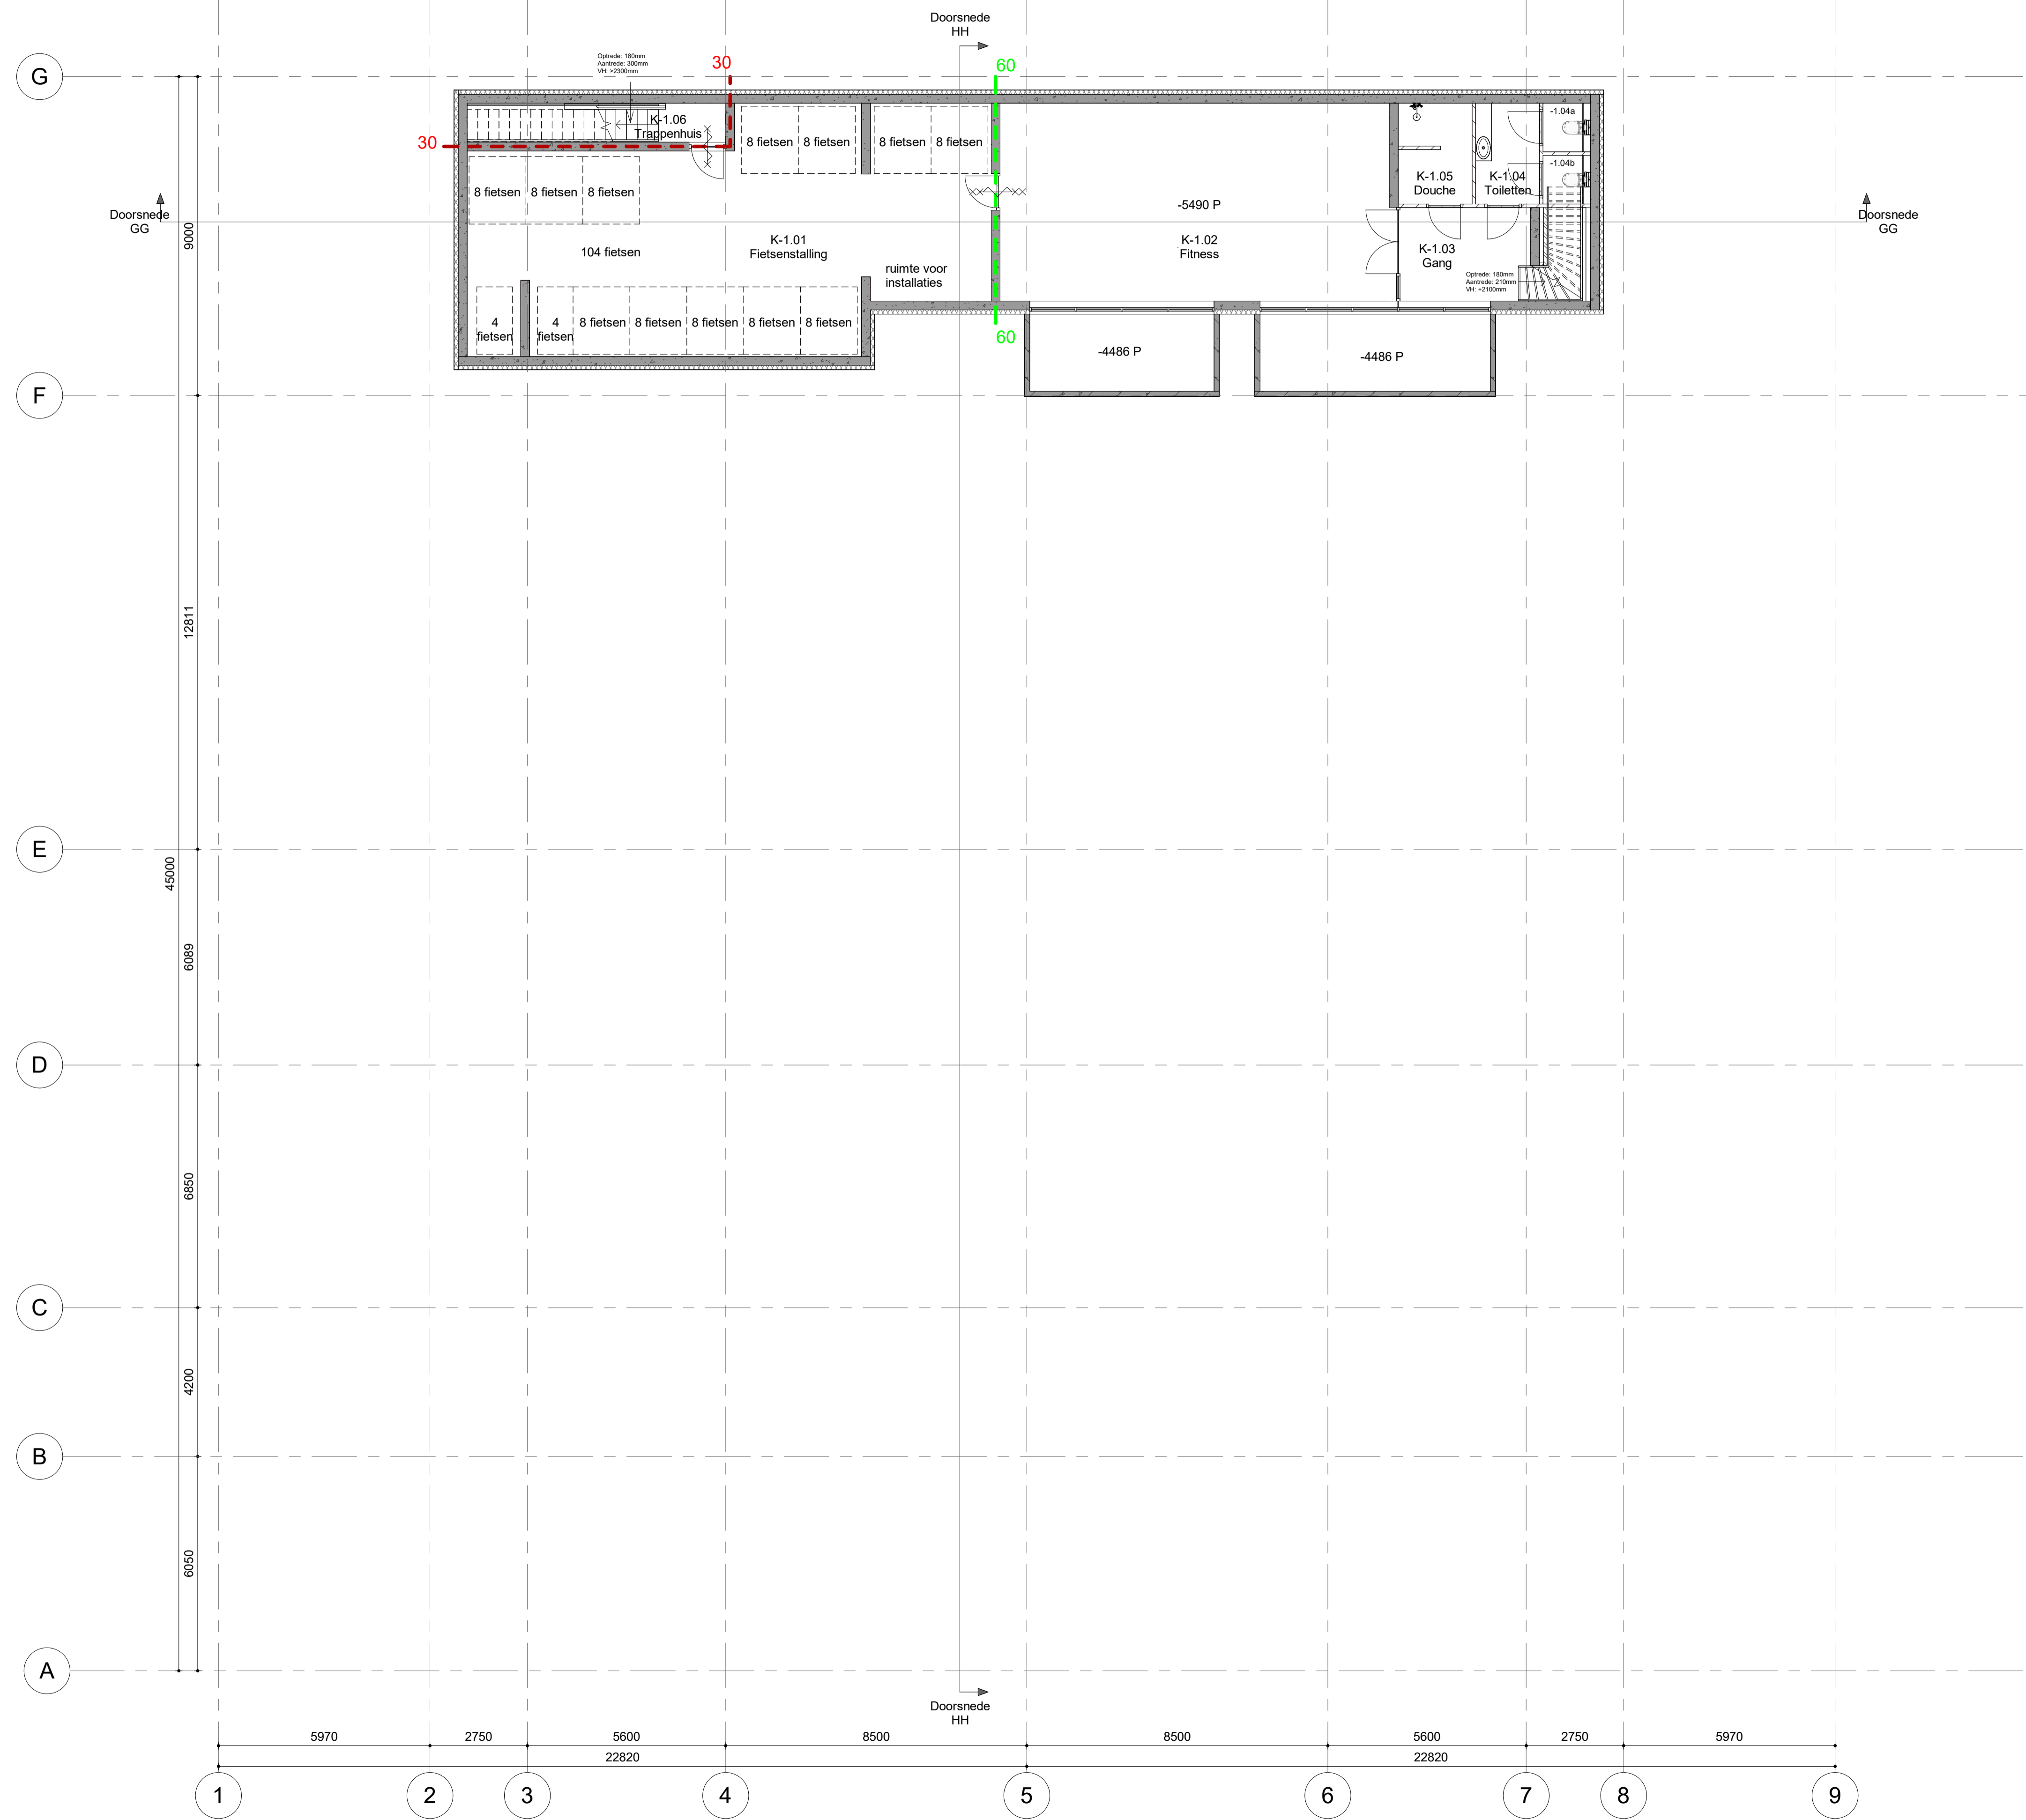 Doorsnede
HH
Optrede: 180mm
Aantrede: 300mm
VH: >2300mm
30
60
G
K-1.06
Trappenhuis
30
8 fietsen
8 fietsen
8 fietsen
8 fietsen
-1.04a
-1.04b
8 fietsen
8 fietsen
8 fietsen
K-1.05
Douche
K-1.04
Toiletten
-5490 P
Doorsnede
GG
Doorsnede
GG
9000
104 fietsen
K-1.01
Fietsenstalling
K-1.02
Fitness
K-1.03
Gang
ruimte voor
installaties
Optrede: 180mm
Aantrede: 210mm
VH: +2100mm
4
fietsen
4
fietsen
8 fietsen
8 fietsen
8 fietsen
8 fietsen
8 fietsen
60
-4486 P
-4486 P
F
12811
E
45000
6089
D
6850
C
4200
B
6050
A
Doorsnede
HH
5970
2750
5600
8500
8500
5600
2750
5970
22820
22820
1
2
3
4
5
6
7
8
9